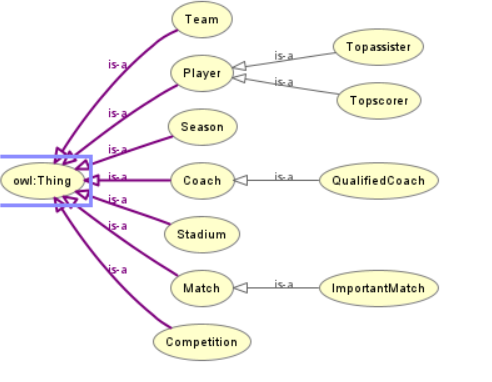 Team
is-a
Topassister
is-a
Player
is-a
is-a
Topscorer
Season
is-a
owl:Thing
is-a
Coach
is-a
QualifiedCoach
is-a
Stadium
is-a
Match
is-a
ImportantMatch
is-a
Competition